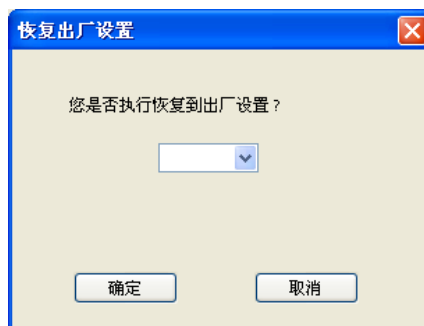 恢复出厂设置
您是否执行恢复到出厂设置？
确定
取消